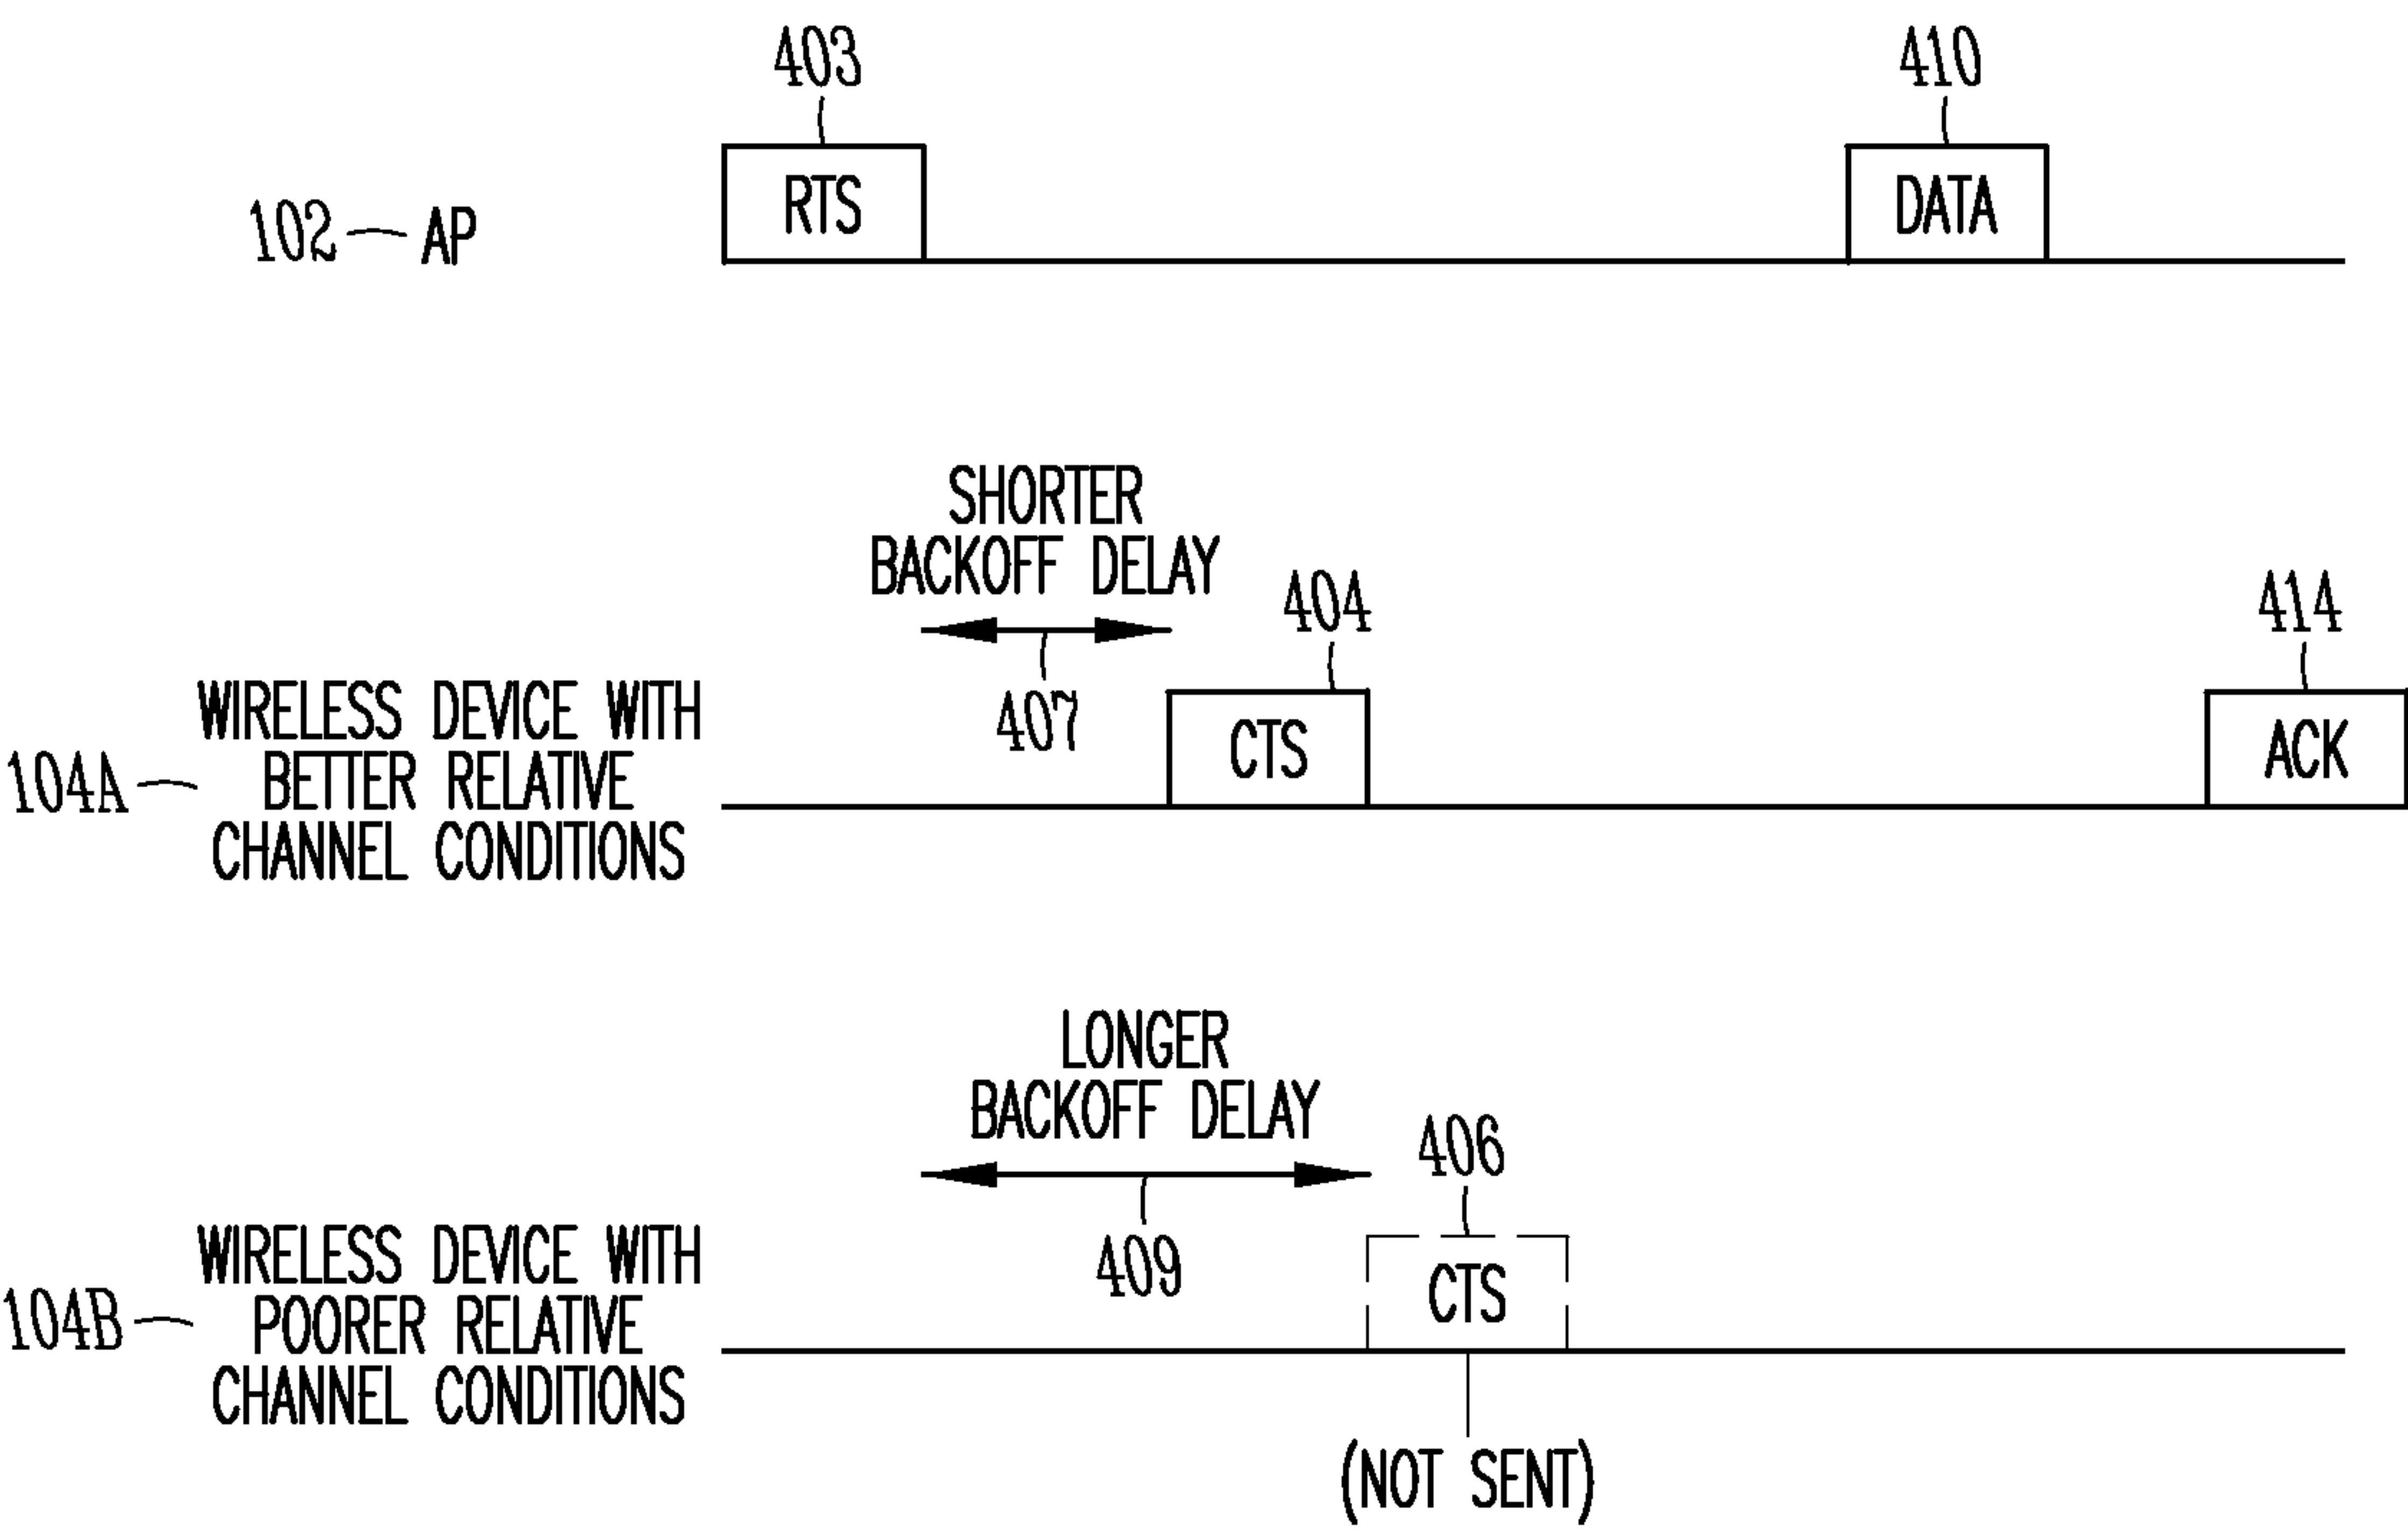 403
410
RTS
DATA
102 AP
SHORTER
BACKOFF DELAY
404
414
407
CTS
ACK
WIRELESS DEVICE WITH
104A BETTER RELATIVE
CHANNEL CONDITIONS
LONGER
BACKOFF DELAY
406
409
CTS
WIRELESS DEVICE WITH
104B POORER RELATIVE
CHANNEL CONDITIONS
(NOT SENT)